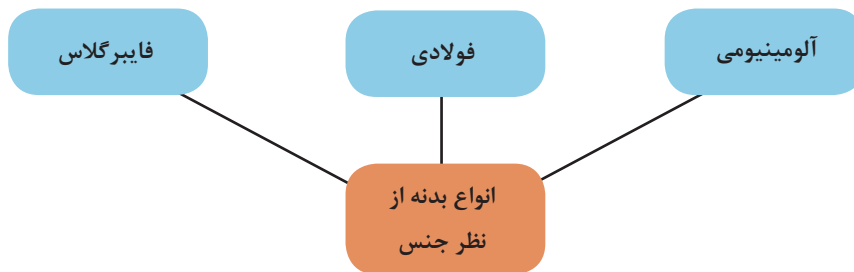 آلومینیومی
فولادی
فایبرگلاس
انواع بدنه از
نظر جنس